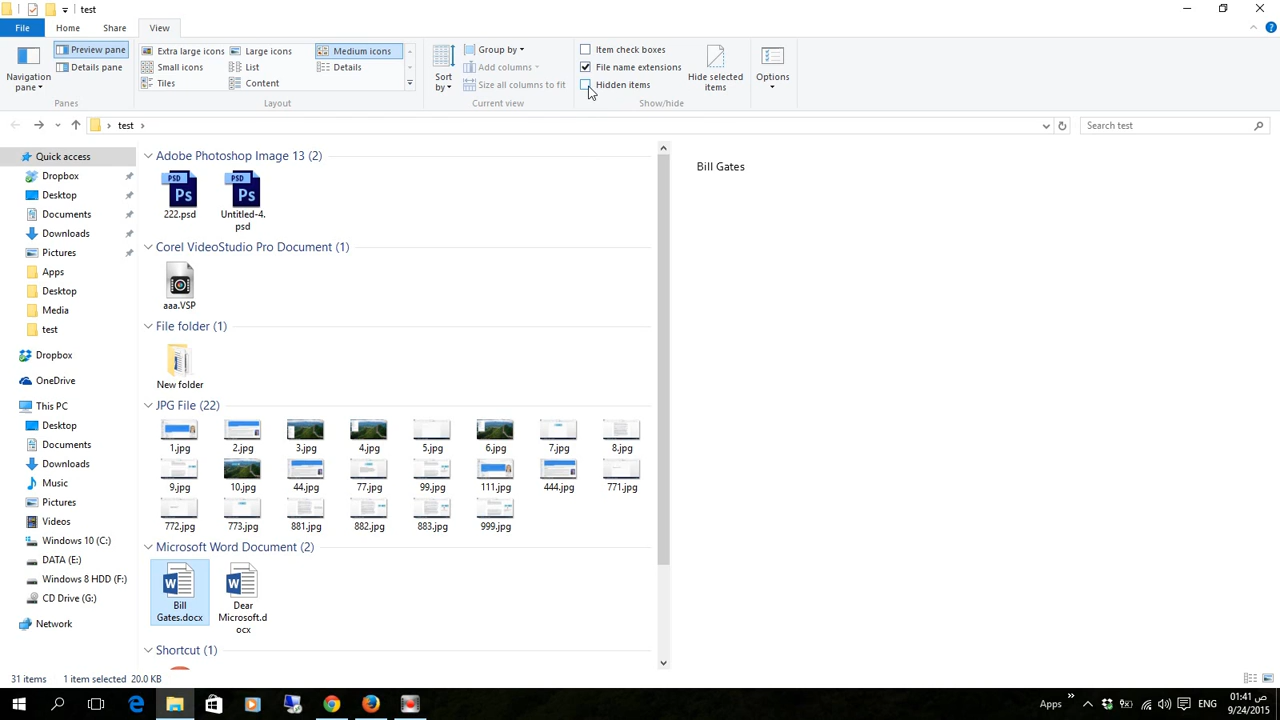 test
File
Home
Share
View
Navigation
pane
Preview pane
Details pane
Panes
Extra large icons
Large icons
Medium icons
Small icons
List
Details
Tiles
Content
Layout
Sort
by
Group by
Add columns
Size all columns to fit
Current view
Item check boxes
File name extensions
Hidden items
Hide selected
items
Show/hide
Options
test
Search test
Quick access
Dropbox
Desktop
Documents
Downloads
Pictures
Apps
Desktop
Media
test
Dropbox
OneDrive
This PC
Desktop
Documents
Downloads
Music
Pictures
Videos
Windows 10 (C:)
DATA (E:)
Windows 8 HDD (F:)
CD Drive (G:)
Network
Adobe Photoshop Image 13 (2)
PSD
Ps
222.psd
PSD
Ps
Untitled-4.
psd
Corel VideoStudio Pro Document (1)
aaa.VSP
File folder (1)
New folder
JPG File (22)
1.jpg 2.jpg 3.jpg 4.jpg 5.jpg 6.jpg 7.jpg 8.jpg
9.jpg 10.jpg 44.jpg 77.jpg 99.jpg 111.jpg 444.jpg 771.jpg
772.jpg 773.jpg 881.jpg 882.jpg 883.jpg 999.jpg
Microsoft Word Document (2)
Bill
Gates.docx
Dear
Microsoft.d
ocx
Shortcut (1)
Bill Gates
31 items 1 item selected 20.0 KB
Apps
ENG
01:41 ص
9/24/2015